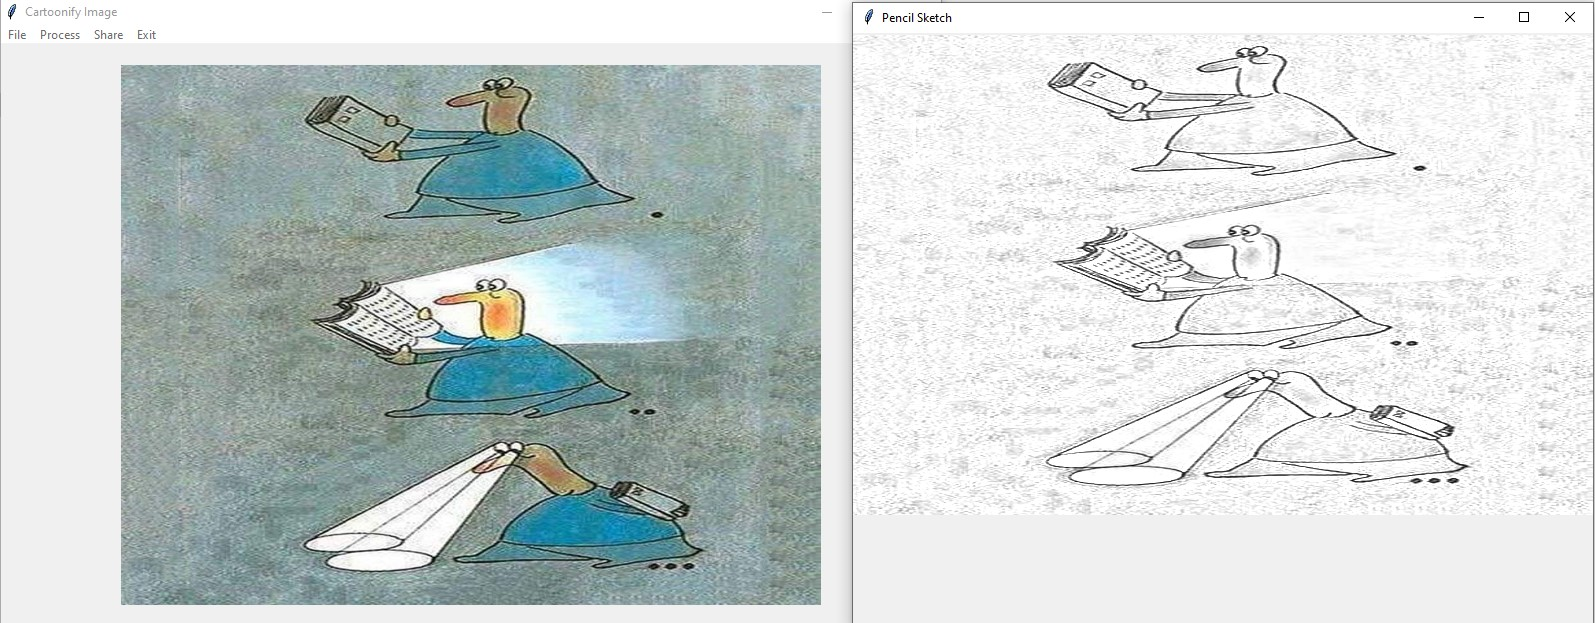 Cartoonify Image
File Process Share Exit
Pencil Sketch